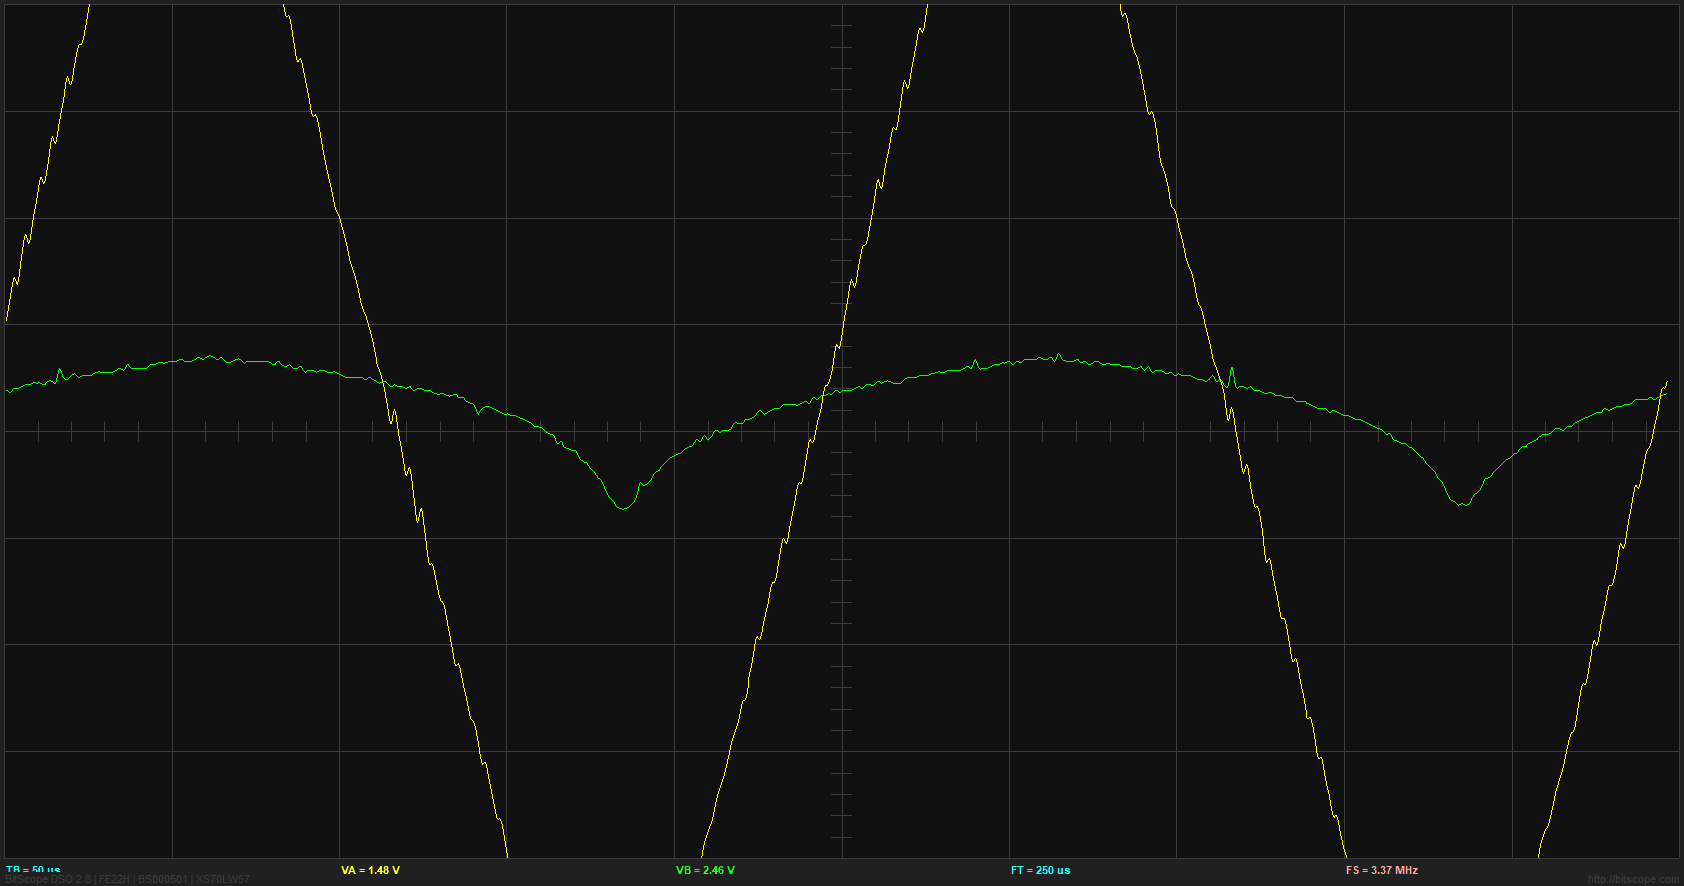 TB = 50 us
VA = 1.48 V
VB = 2.46 V
FT = 250 us
FS = 3.37 MHz
BitScope DSO 2.8 | FE22H | BS000501 | XS70LW57
http://bitscope.com